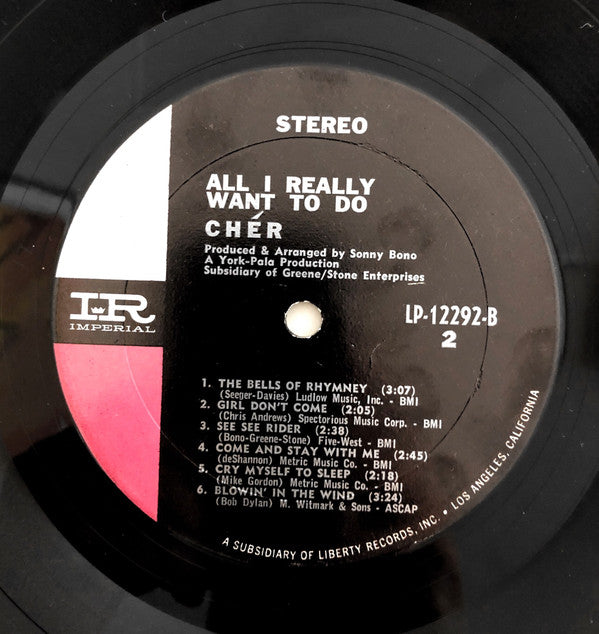 STEREO
ALL I REALLY
WANT TO DO
CHÉR
Produced & Arranged by Sonny Bono
A York-Pala Production
Subsidiary of Greene/Stone Enterprises
IR
IMPERIAL
LP-12292-B
2
1. THE BELLS OF RHYMNEY (3:07)
(Seeger-Davies) Ludlow Music, Inc. - BMI
2. GIRL DON'T COME (2:05)
(Chris Andrews) Spectorious Music Corp. - BMI
3. SEE SEE RIDER (2:38)
(Bono-Greene-Stone) Five-West - BMI
4. COME AND STAY WITH ME (2:45)
(deShannon) Metric Music Co. - BMI
5. CRY MYSELF TO SLEEP (2:18)
(Mike Gordon) Metric Music Co. - BMI
6. BLOWIN' IN THE WIND (3:24)
(Bob Dylan) M. Witmark & Sons - ASCAP
A SUBSIDIARY OF LIBERTY RECORDS, INC. • LOS ANGELES, CALIFORNIA